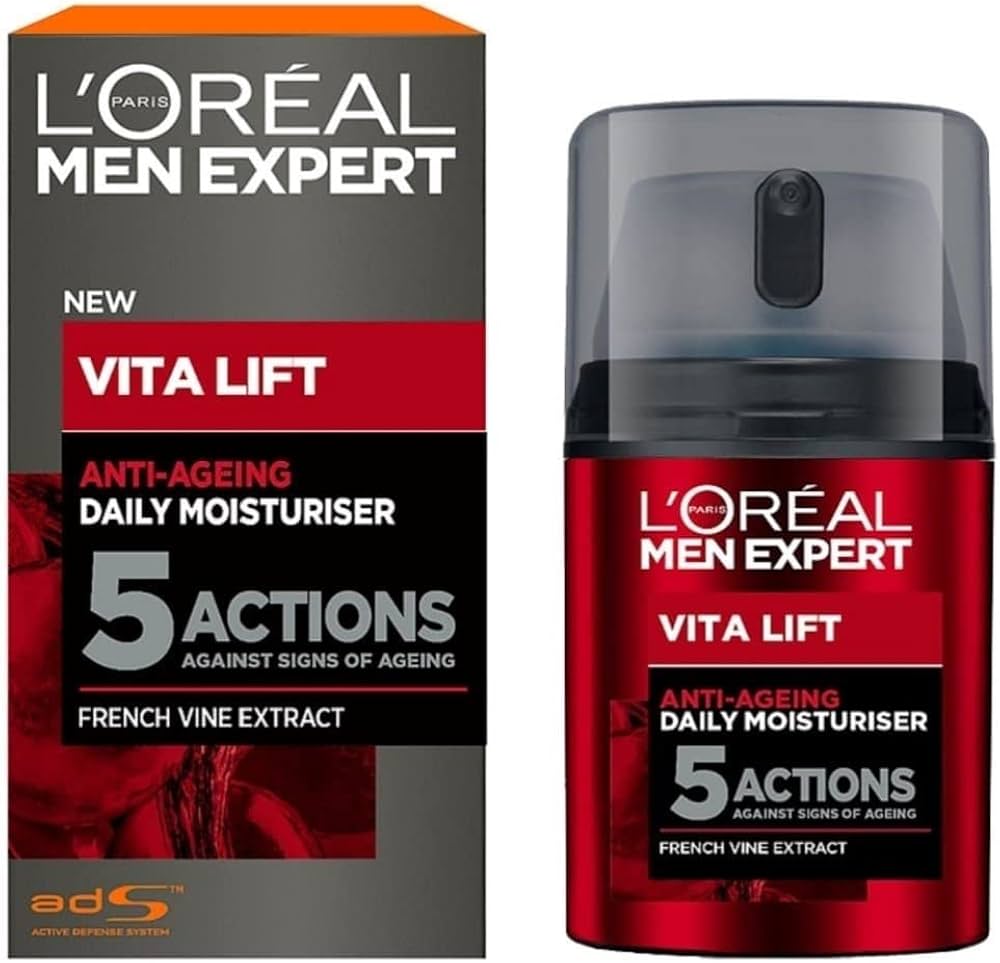 L'ORÉAL
PARIS
MEN EXPERT
NEW
VITA LIFT
ANTI-AGEING
DAILY MOISTURISER
5 ACTIONS
AGAINST SIGNS OF AGEING
FRENCH VINE EXTRACT
adS™
ACTIVE DEFENSE SYSTEM
L'ORÉAL
PARIS
MEN EXPERT
VITA LIFT
ANTI-AGEING
DAILY MOISTURISER
5 ACTIONS
AGAINST SIGNS OF AGEING
FRENCH VINE EXTRACT